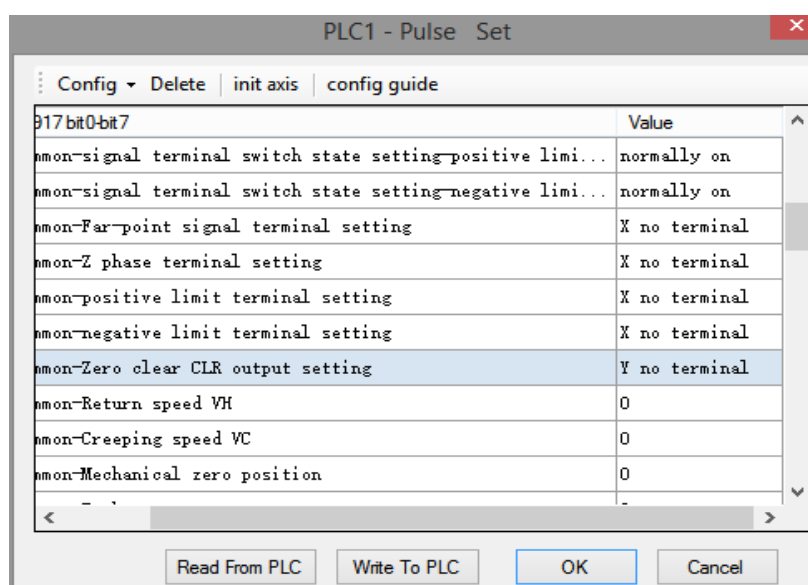 PLC1 - Pulse Set
Config Delete init axis config guide
917 bit0-bit7 Value
mmon-signal terminal switch state setting-positive limi... normally on
mmon-signal terminal switch state setting-negative limi... normally on
mmon-Far-point signal terminal setting X no terminal
mmon-Z phase terminal setting X no terminal
mmon-positive limit terminal setting X no terminal
mmon-negative limit terminal setting X no terminal
mmon-Zero clear CLR output setting Y no terminal
mmon-Return speed VH 0
mmon-Creeping speed VC 0
mmon-Mechanical zero position 0
Read From PLC Write To PLC OK Cancel